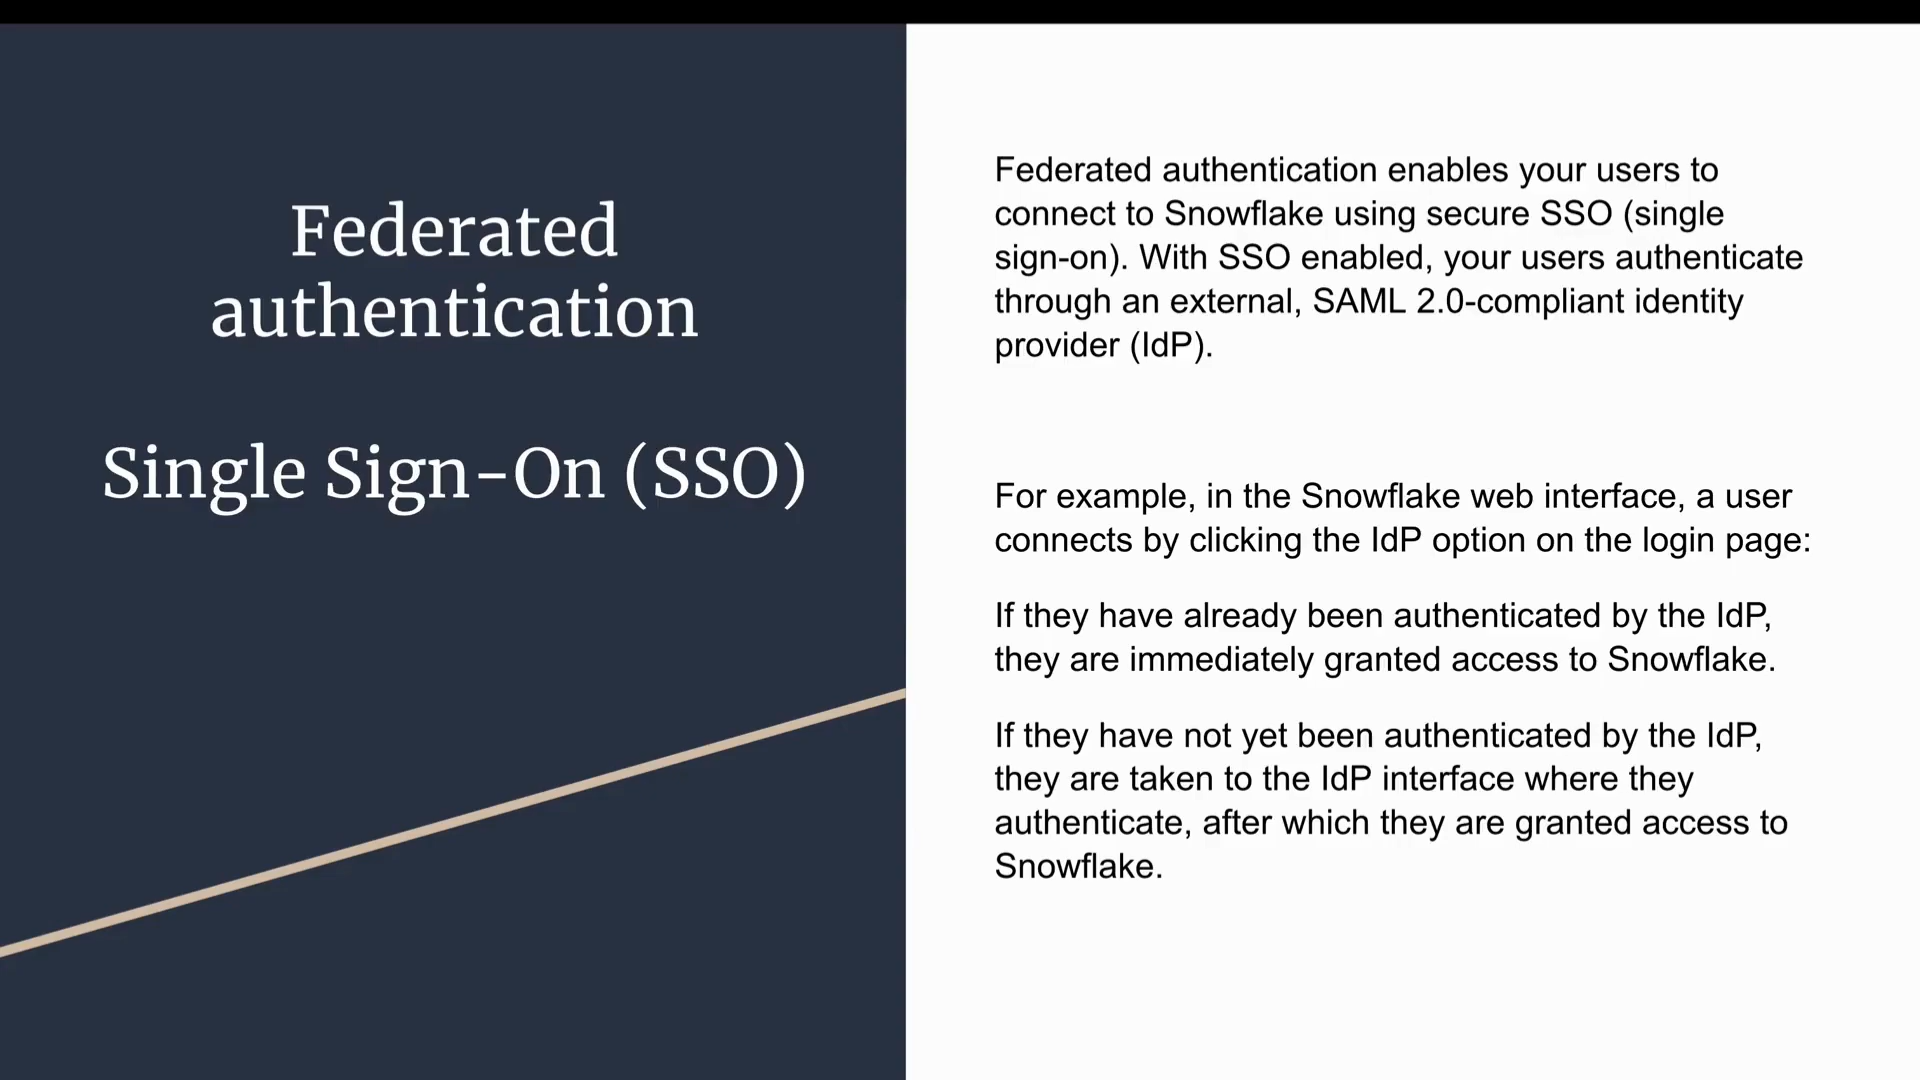 Federated
authentication
Single Sign-On (SSO)
Federated authentication enables your users to
connect to Snowflake using secure SSO (single
sign-on). With SSO enabled, your users authenticate
through an external, SAML 2.0-compliant identity
provider (IdP).
For example, in the Snowflake web interface, a user
connects by clicking the IdP option on the login page:
If they have already been authenticated by the IdP,
they are immediately granted access to Snowflake.
If they have not yet been authenticated by the IdP,
they are taken to the IdP interface where they
authenticate, after which they are granted access to
Snowflake.